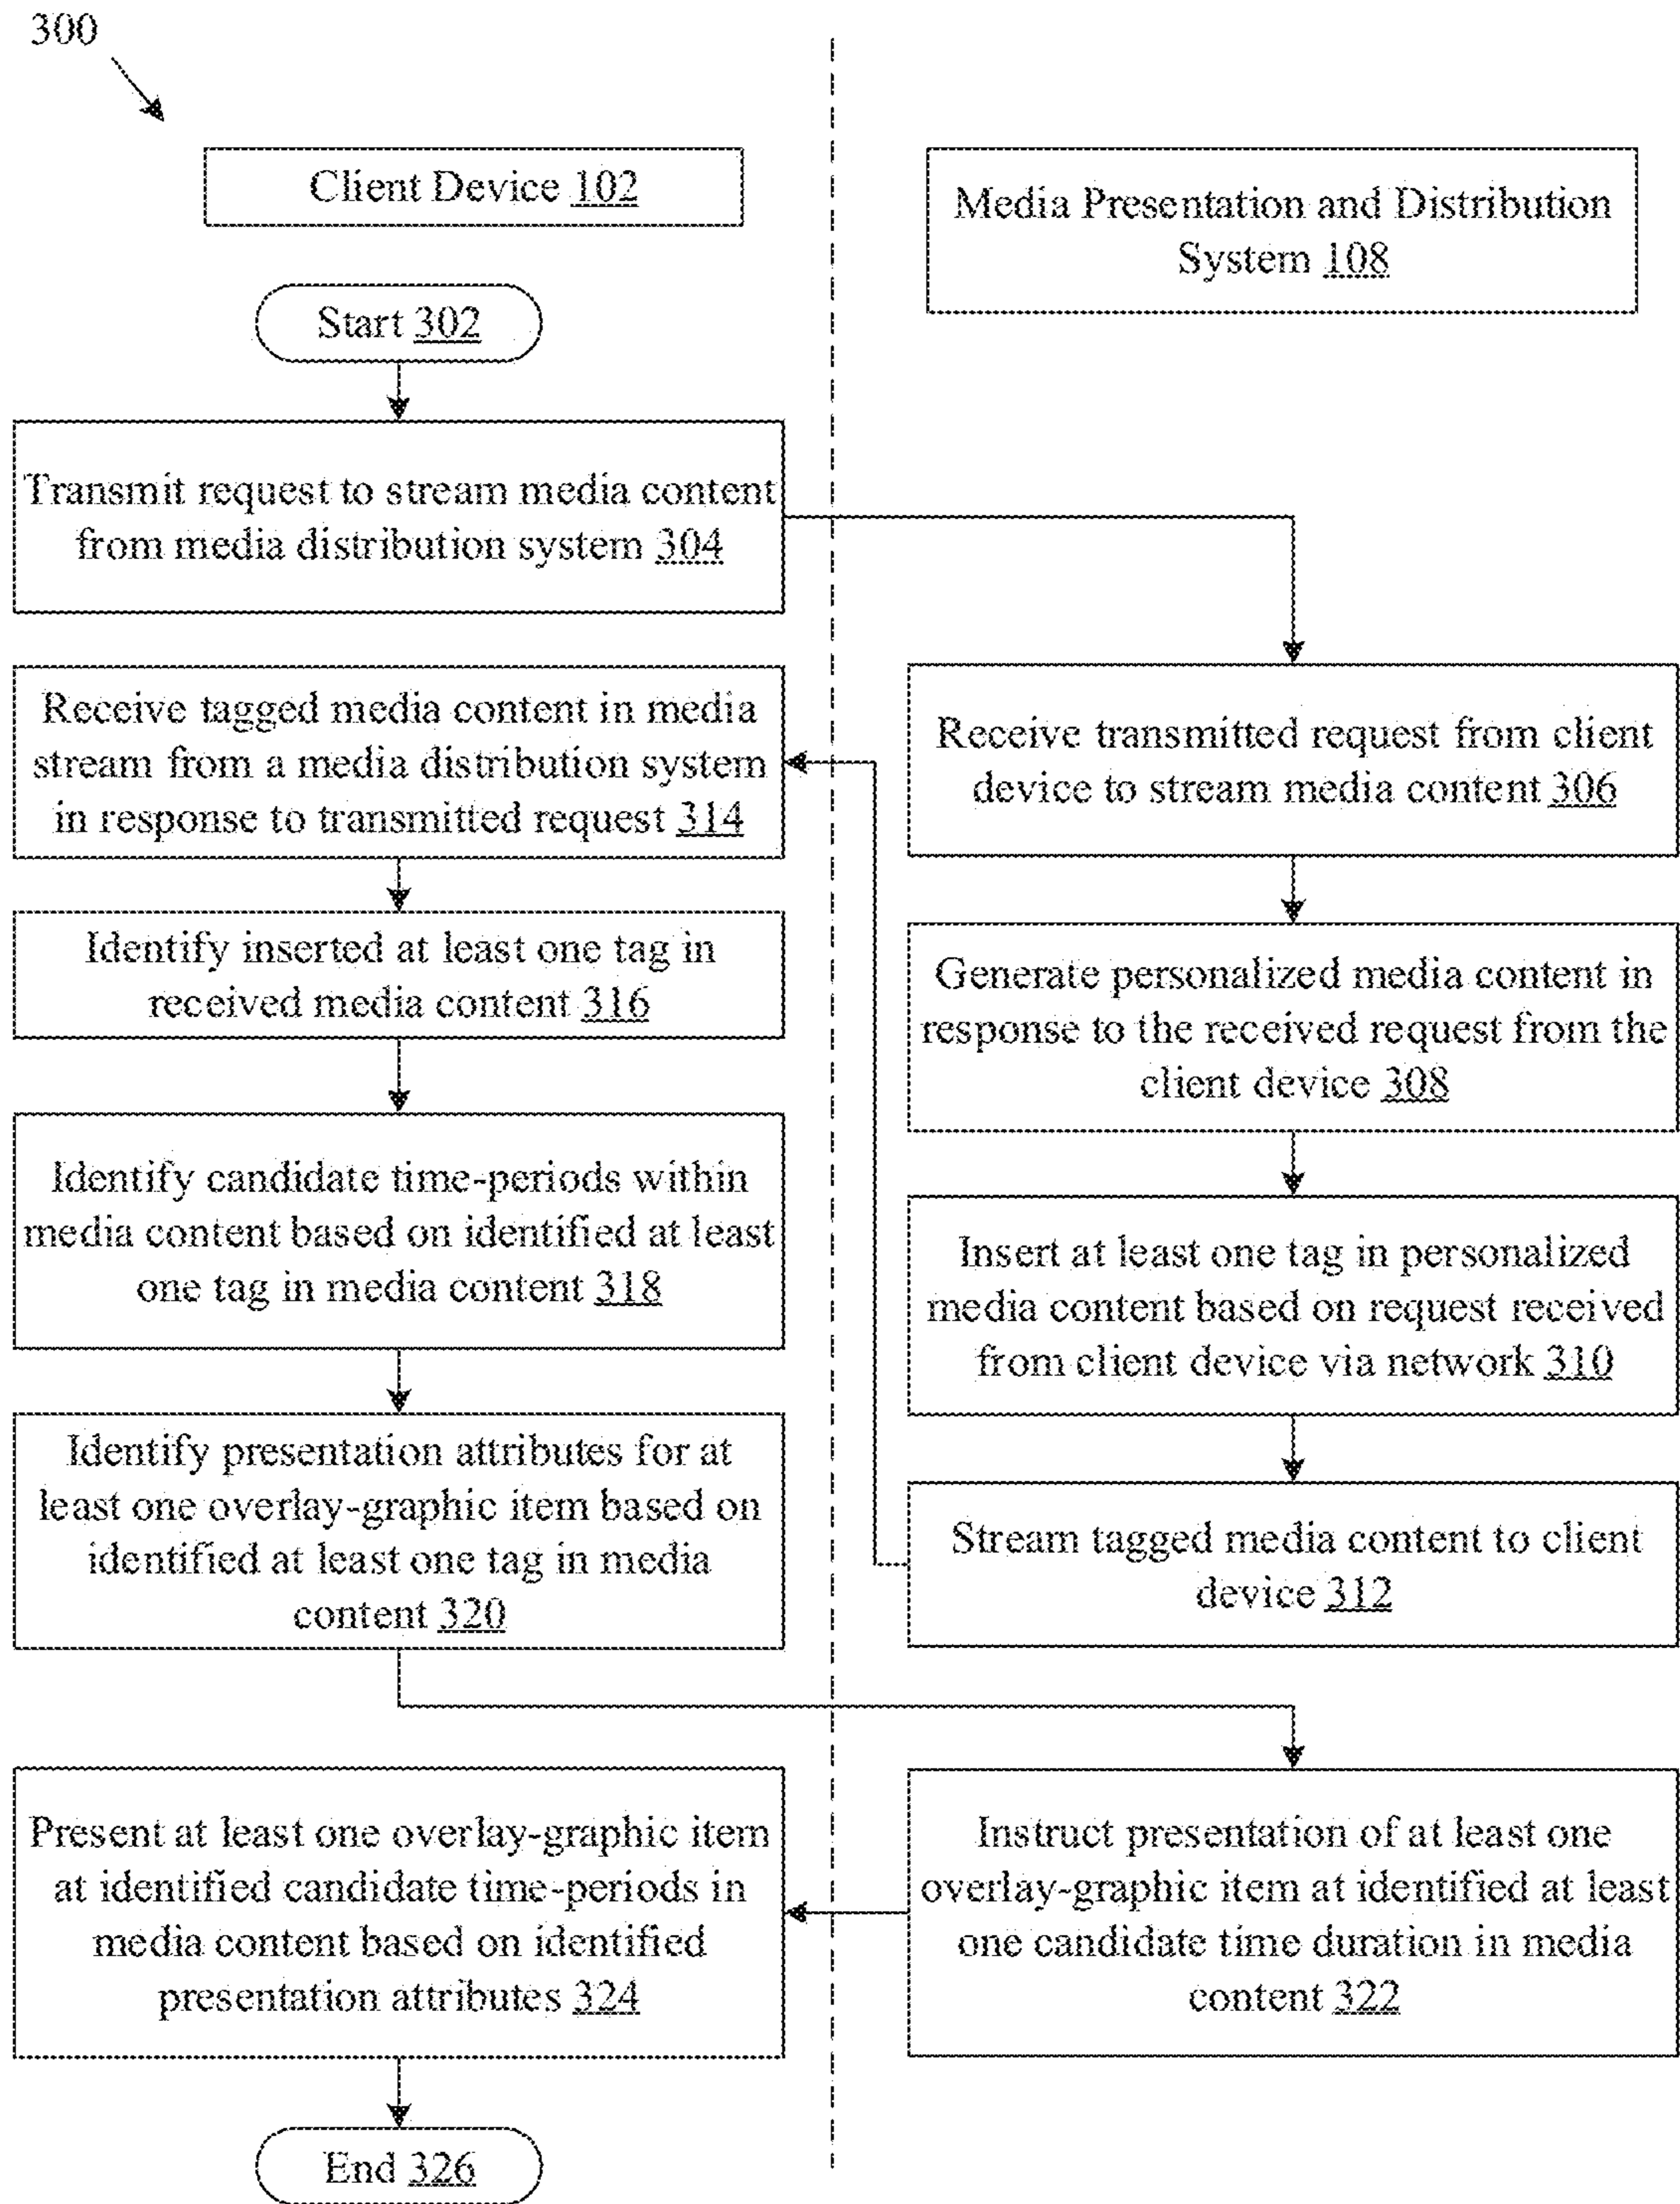 300
Client Device 102
Media Presentation and Distribution
System 108
Start 302
Transmit request to stream media content
from media distribution system 304
Receive transmitted request from client
device to stream media content 306
Generate personalized media content in
response to the received request from the
client device 308
Insert at least one tag in personalized
media content based on request received
from client device via network 310
Stream tagged media content to client
device 312
Receive tagged media content in media
stream from a media distribution system
in response to transmitted request 314
Identify inserted at least one tag in
received media content 316
Identify candidate time-periods within
media content based on identified at least
one tag in media content 318
Identify presentation attributes for at
least one overlay-graphic item based on
identified at least one tag in media
content 320
Instruct presentation of at least one
overlay-graphic item at identified at least
one candidate time duration in media
content 322
Present at least one overlay-graphic item
at identified candidate time-periods in
media content based on identified
presentation attributes 324
End 326